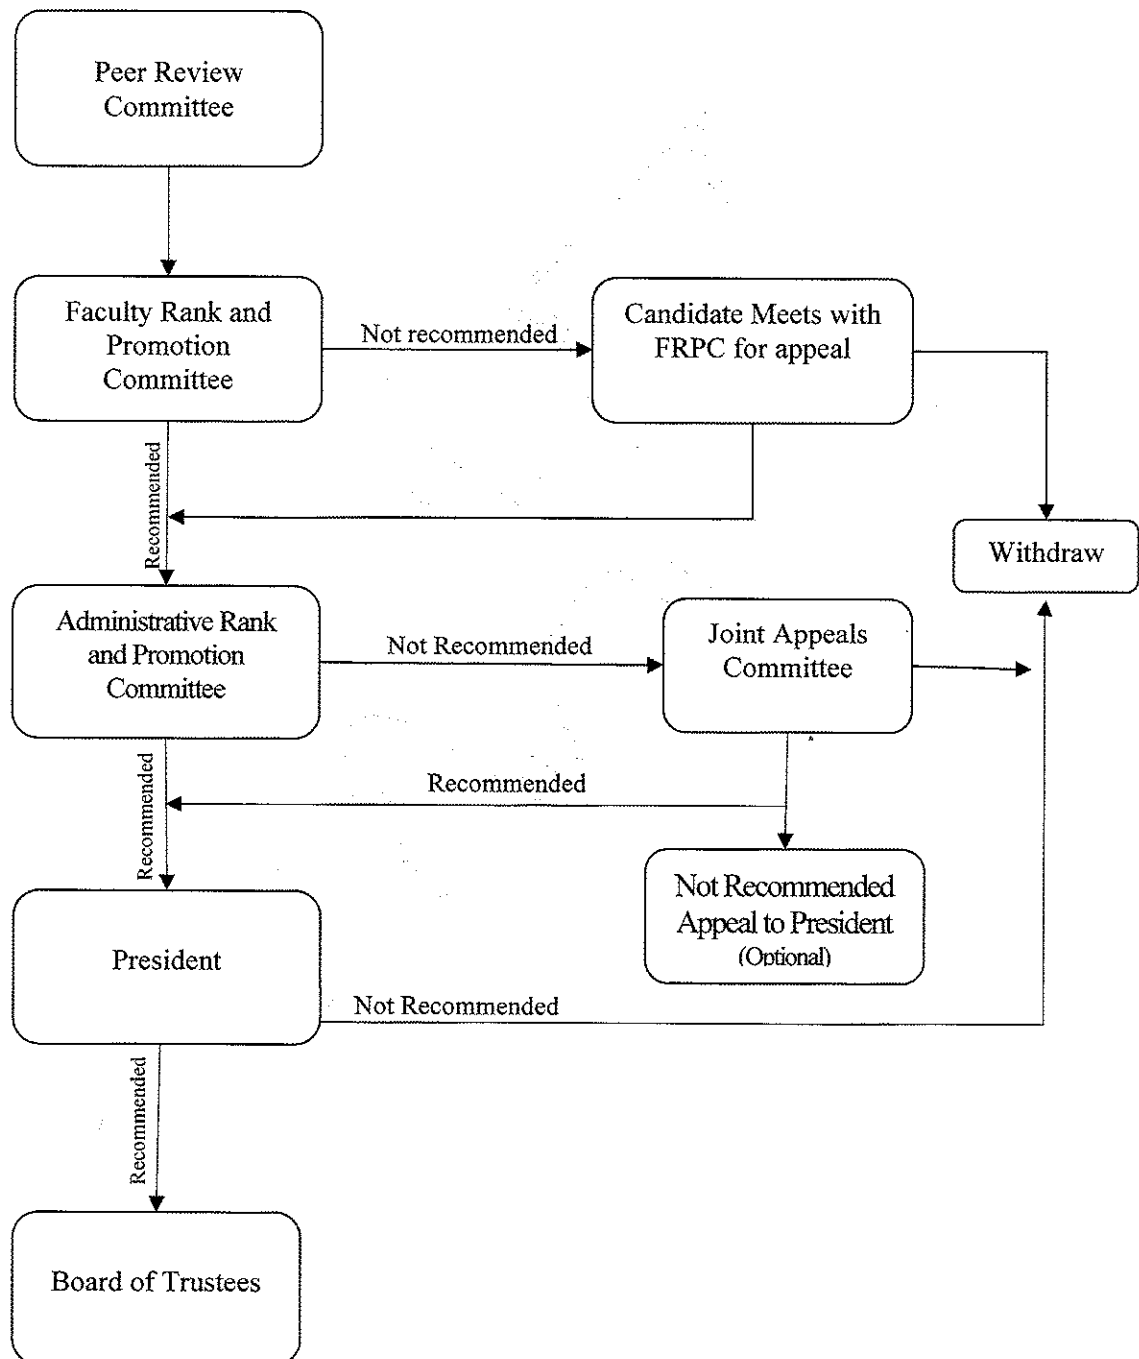 Peer Review
Committee
Faculty Rank and
Promotion
Committee
Not recommended
Candidate Meets with
FRPC for appeal
Recommended
Withdraw
Administrative Rank
and Promotion
Committee
Not Recommended
Joint Appeals
Committee
Recommended
Recommended
Not Recommended
Appeal to President
(Optional)
President
Not Recommended
Recommended
Board of Trustees